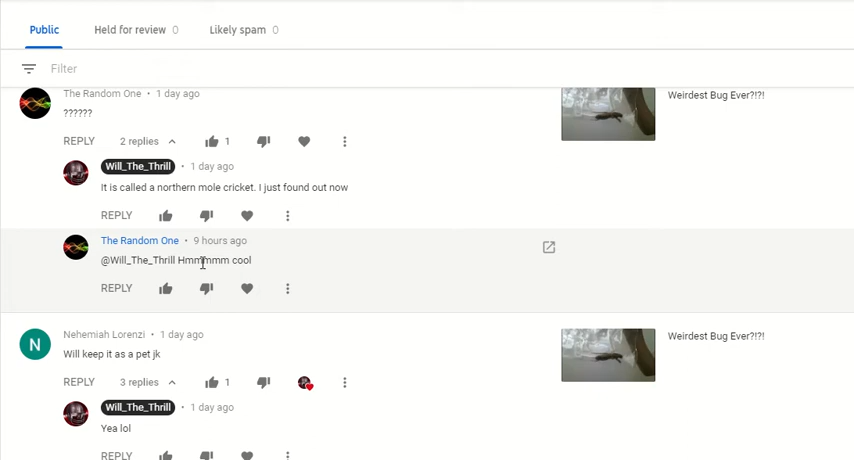 Public Held for review 0 Likely spam 0
Filter
The Random One • 1 day ago
??????
REPLY 2 replies 1
Weirdest Bug Ever?!?!
Will_The_Thrill • 1 day ago
It is called a northern mole cricket. I just found out now
REPLY
The Random One • 9 hours ago
@Will_The_Thrill Hmmmmm cool
REPLY
N
Nehemiah Lorenzi • 1 day ago
Will keep it as a pet jk
REPLY 3 replies 1
Weirdest Bug Ever?!?!
Will_The_Thrill • 1 day ago
Yea lol
REPLY